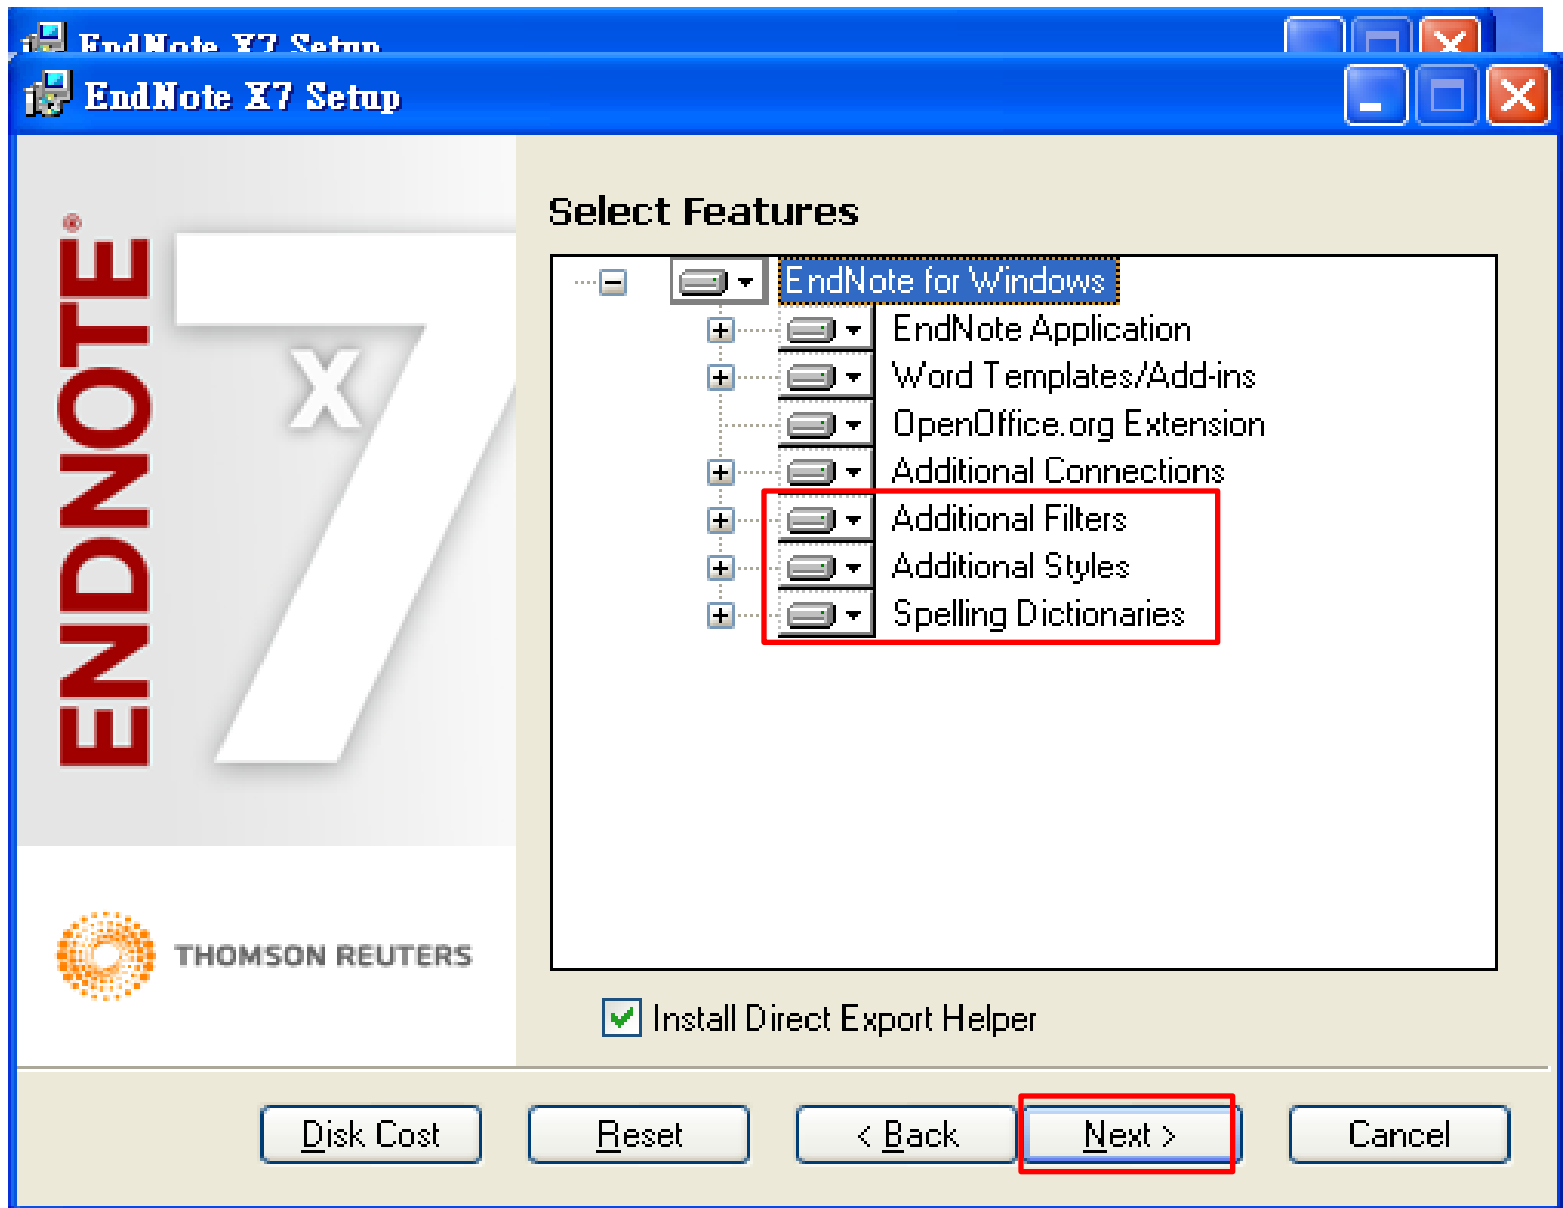 EndNote X7 Setup
EndNote X7 Setup
ENDNOTE®
X7
Select Features
EndNote for Windows
EndNote Application
Word Templates/Add-ins
OpenOffice.org Extension
Additional Connections
Additional Filters
Additional Styles
Spelling Dictionaries
THOMSON REUTERS
Install Direct Export Helper
Disk Cost
Reset
< Back
Next >
Cancel